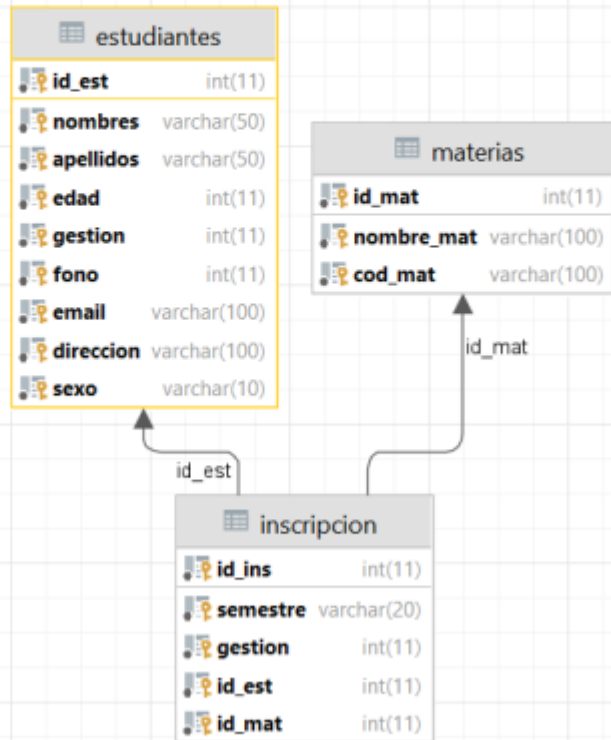 estudiantes
id_est int(11)
nombres varchar(50)
apellidos varchar(50)
edad int(11)
gestion int(11)
fono int(11)
email varchar(100)
direccion varchar(100)
sexo varchar(10)
materias
id_mat int(11)
nombre_mat varchar(100)
cod_mat varchar(100)
id_mat
id_est
inscripcion
id_ins int(11)
semestre varchar(20)
gestion int(11)
id_est int(11)
id_mat int(11)